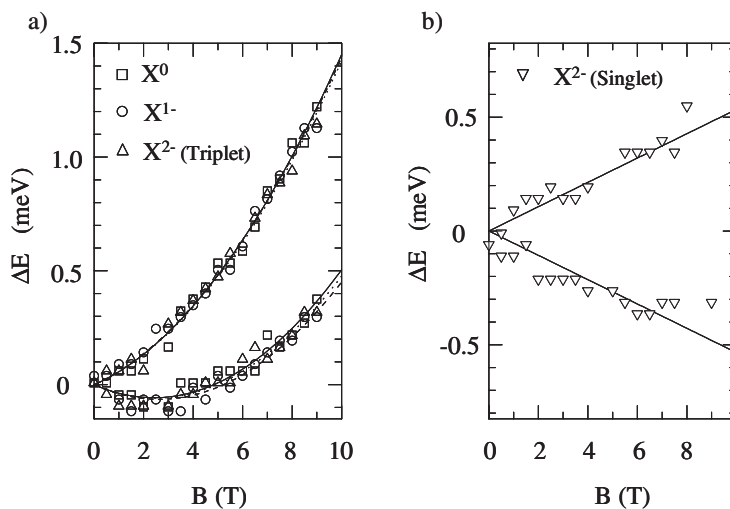 a)
1.5
1.0
0.5
0
ΔE (meV)
X⁰
X¹⁻
X²⁻ (Triplet)
0 2 4 6 8 10
B (T)
b)
0.5
0
-0.5
ΔE (meV)
X²⁻ (Singlet)
0 2 4 6 8
B (T)